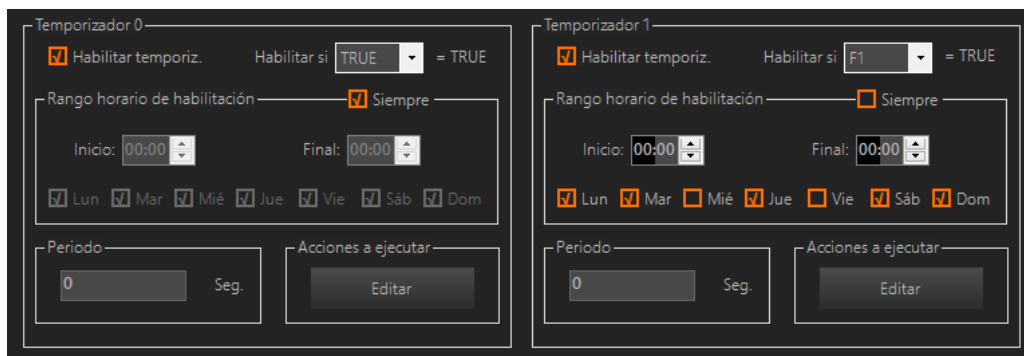 Temporizador 0
Habilitar temporiz. Habilitar si TRUE = TRUE
Rango horario de habilitación Siempre
Inicio: 00:00 Final: 00:00
Lun Mar Mié Jue Vie Sáb Dom
Periodo
0 Seg.
Acciones a ejecutar
Editar
Temporizador 1
Habilitar temporiz. Habilitar si F1 = TRUE
Rango horario de habilitación Siempre
Inicio: 00:00 Final: 00:00
Lun Mar Mié Jue Vie Sáb Dom
Periodo
0 Seg.
Acciones a ejecutar
Editar